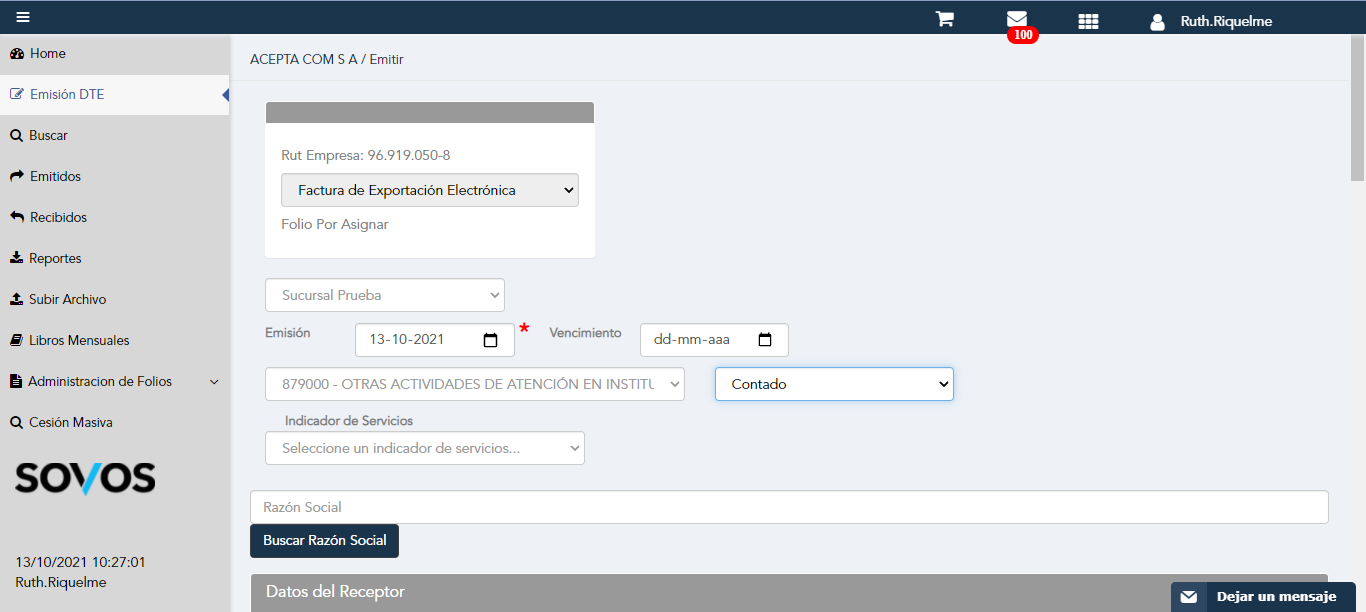 Ruth.Riquelme
100
Home
Emisión DTE
Buscar
Emitidos
Recibidos
Reportes
Subir Archivo
Libros Mensuales
Administracion de Folios
Cesión Masiva
SOVOS
13/10/2021 10:27:01
Ruth.Riquelme
ACEPTA COM S A / Emitir
Rut Empresa: 96.919.050-8
Factura de Exportación Electrónica
Folio Por Asignar
Sucursal Prueba
Emisión 13-10-2021 * Vencimiento dd-mm-aaa
879000 - OTRAS ACTIVIDADES DE ATENCIÓN EN INSTITU Contado
Indicador de Servicios
Seleccione un indicador de servicios...
Razón Social
Buscar Razón Social
Datos del Receptor
Dejar un mensaje